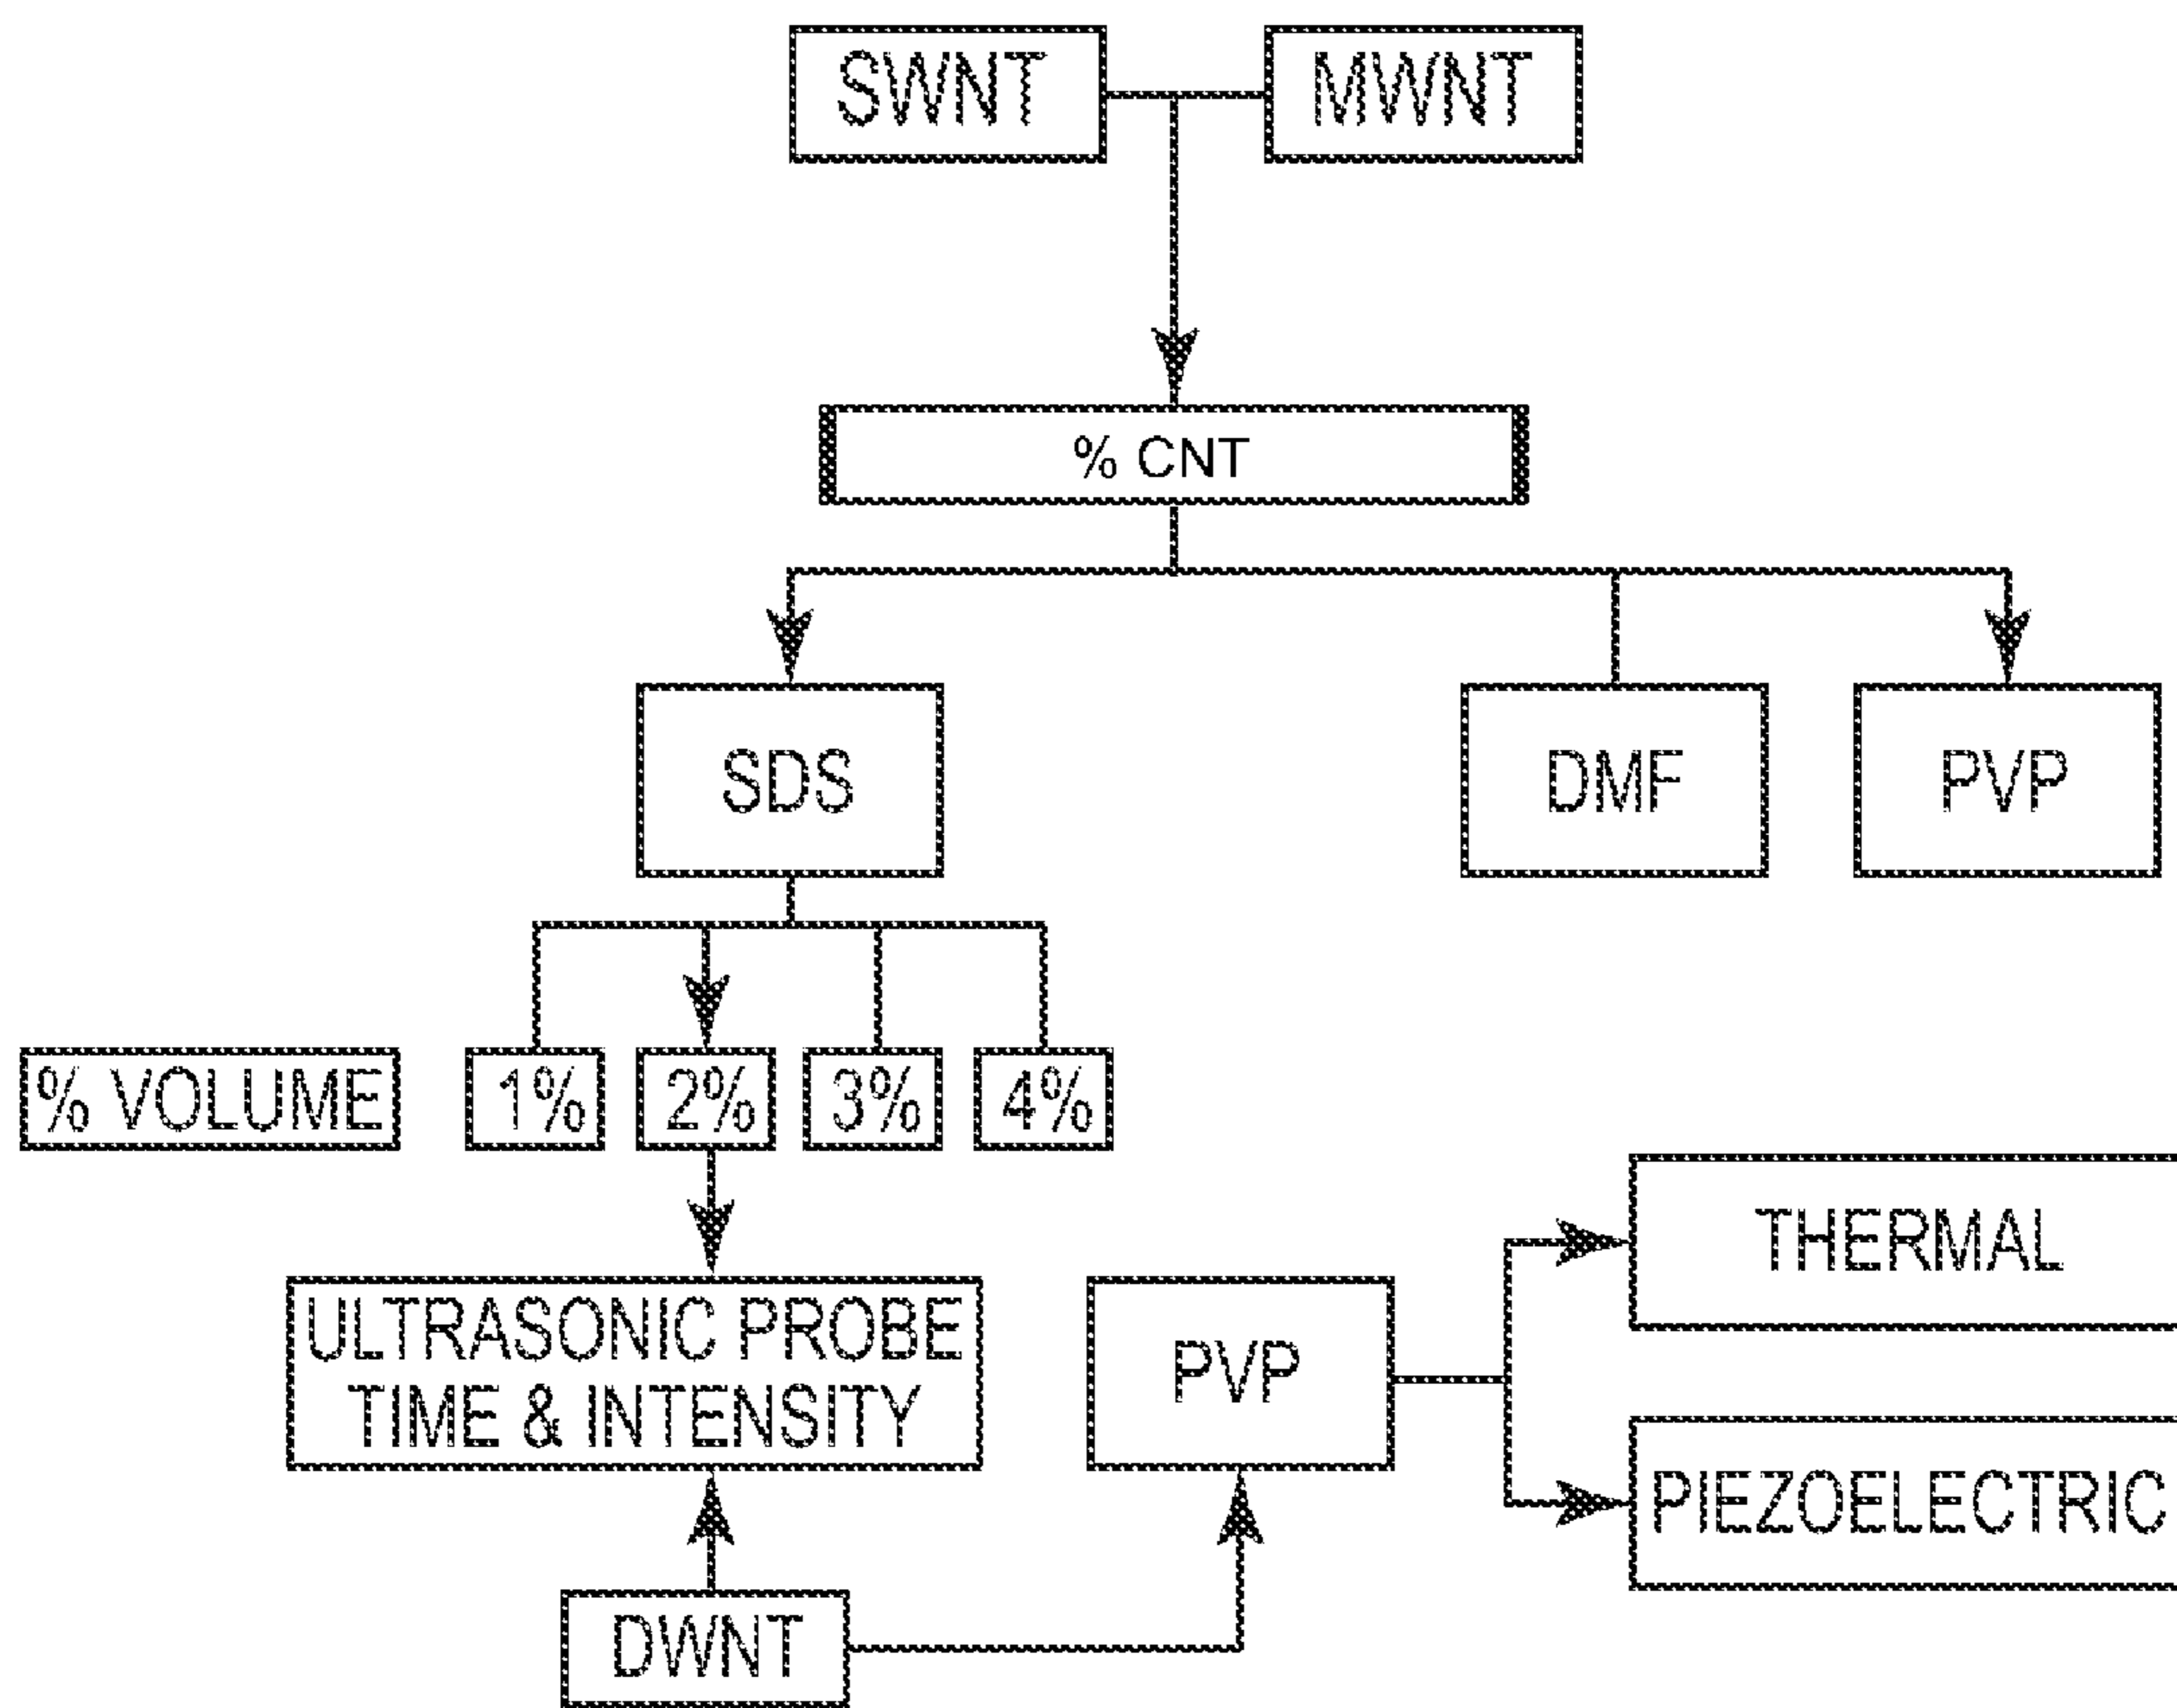 SWNT
MWNT
% CNT
SDS
DMF
PVP
% VOLUME
1%
2%
3%
4%
THERMAL
ULTRASONIC PROBE
TIME & INTENSITY
PVP
PIEZOELECTRIC
DWNT